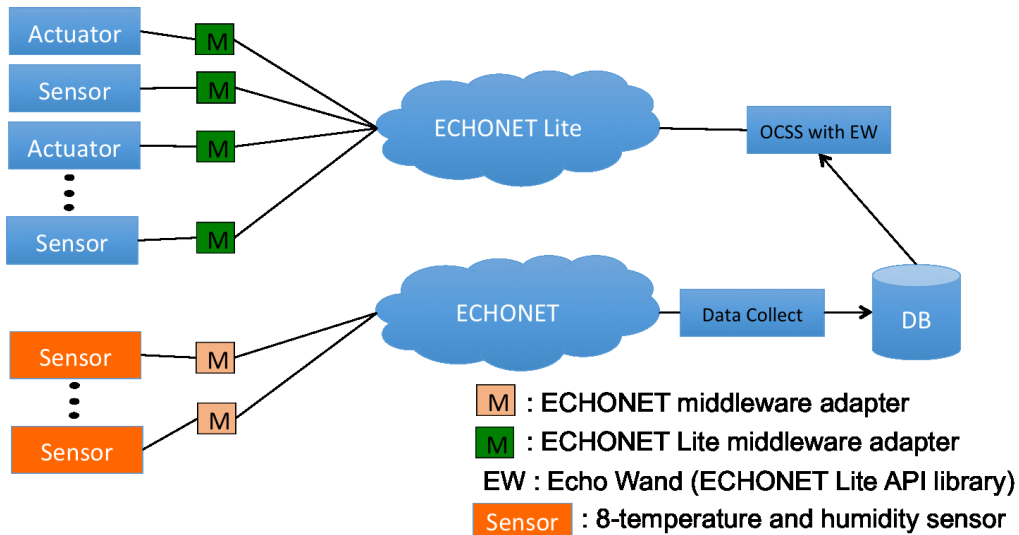 Actuator M
Sensor M
Actuator M
Sensor M
ECHONET Lite
OCSS with EW
ECHONET
Data Collect
DB
Sensor M
Sensor M
M : ECHONET middleware adapter
M : ECHONET Lite middleware adapter
EW : Echo Wand (ECHONET Lite API library)
Sensor : 8-temperature and humidity sensor